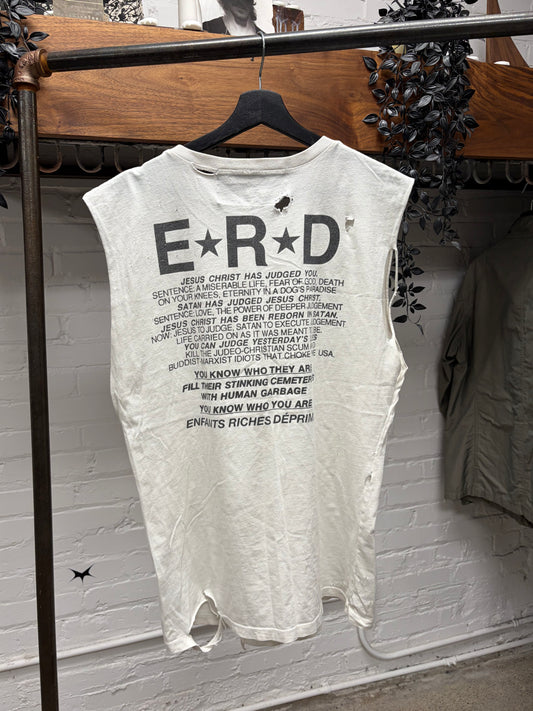 E★R★D
JESUS CHRIST HAS JUDGED YOU.
SENTENCE: A MISERABLE LIFE, FEAR OF GOD, DEATH
ON YOUR KNEES, ETERNITY IN A DOG'S PARADISE
SATAN HAS JUDGED JESUS CHRIST.
SENTENCE: LOVE, THE POWER OF DEEPER JUDGEMENT
JESUS CHRIST HAS BEEN REBORN IN SATAN.
NOW: JESUS TO JUDGE, SATAN TO EXECUTE JUDGEMENT.
LIFE CARRIED ON AS IT WAS MEANT TO BE.
YOU CAN JUDGE YESTERDAY'S
KILL THE JUDEO-CHRISTIAN SCUM
BUDDIST-MARXIST IDIOTS THAT CHOKE USA.
YOU KNOW WHO THEY ARE
FILL THEIR STINKING CEMETER
WITH HUMAN GARBAGE
YOU KNOW WHO YOU ARE
ENFANTS RICHES DÉPRIM